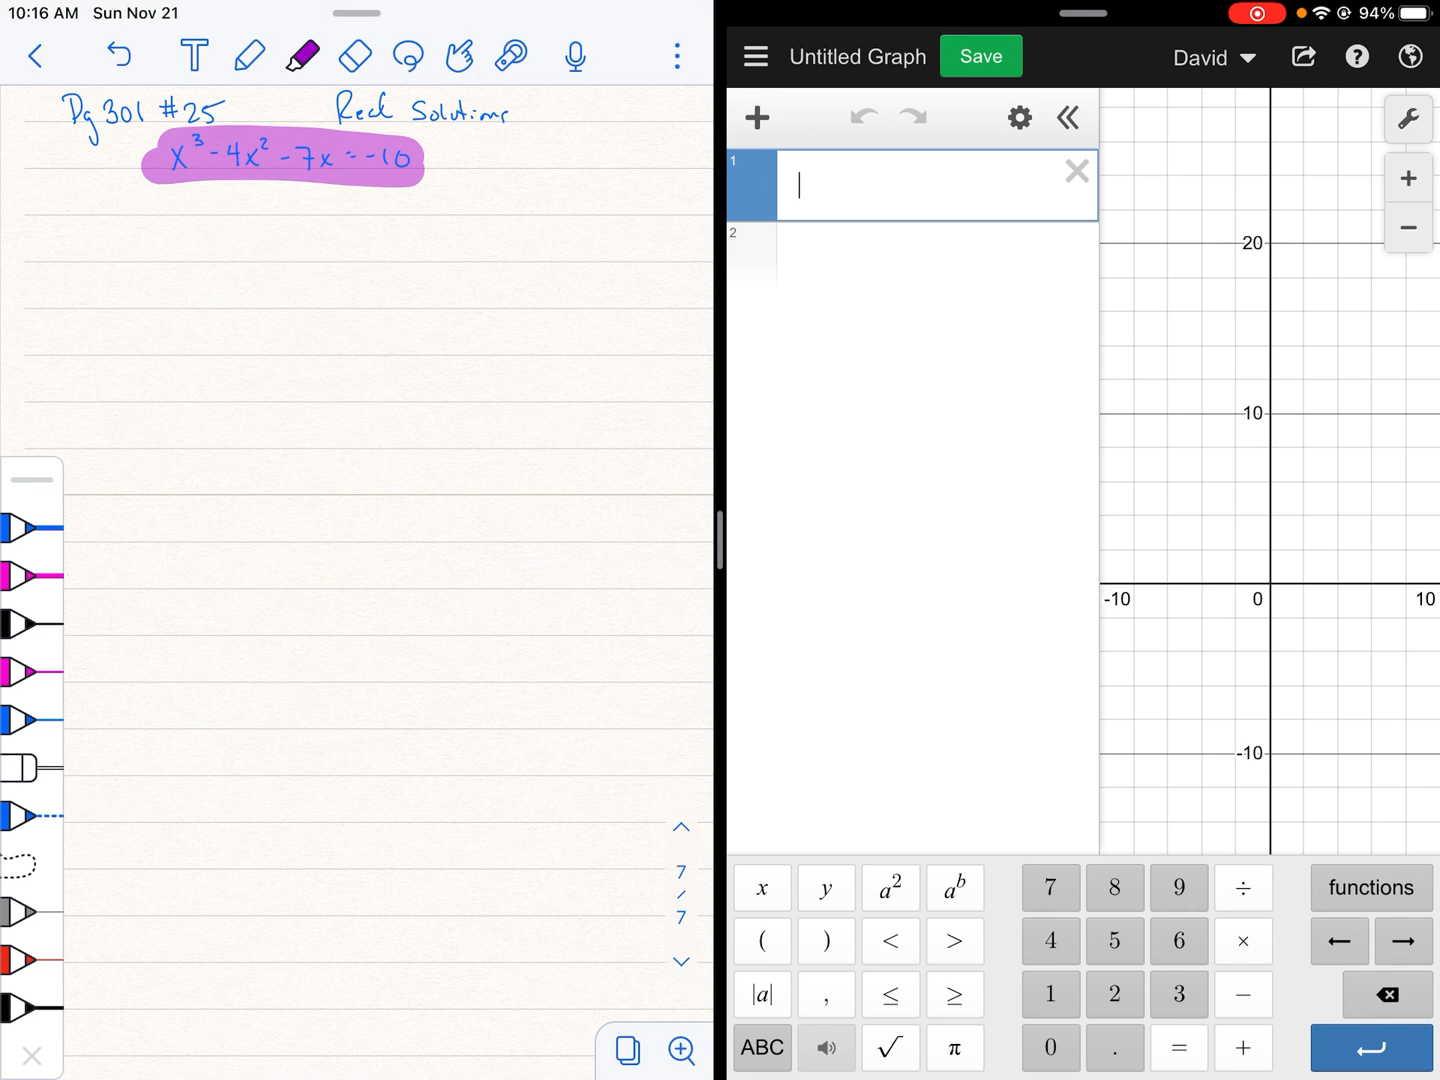 10:16 AM Sun Nov 21
94%
T
Pg 301 #25 Real Solutions
x³ - 4x² - 7x = -10
7
7
Untitled Graph
Save
David
1
2
20
10
-10
0
10
-10
x y a² aᵇ 7 8 9 ÷ functions
( ) < > 4 5 6 × ← →
|a| , ≤ ≥ 1 2 3 −
ABC √ π 0 . = +